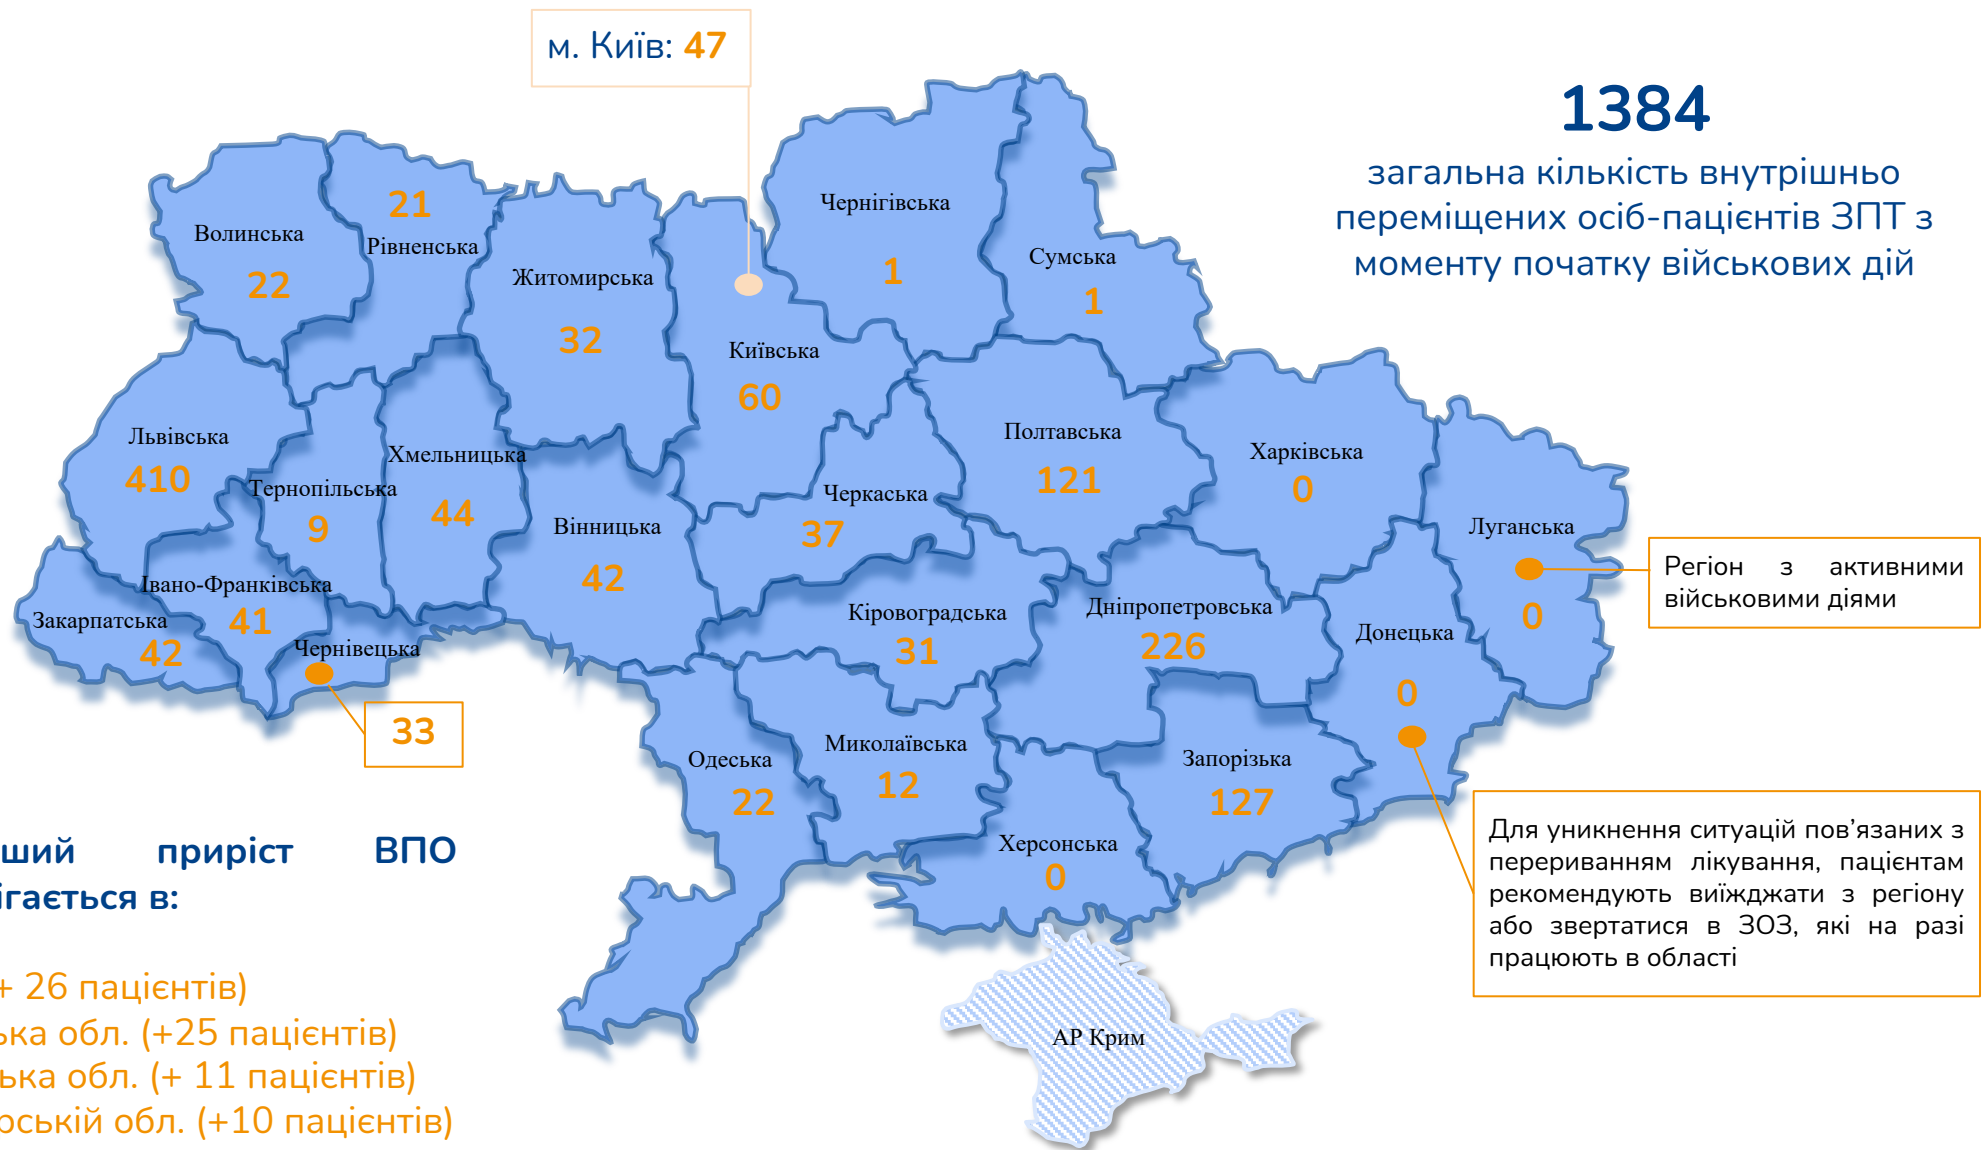 м. Київ: 47
1384
загальна кількість внутрішньо
переміщених осіб-пацієнтів ЗПТ з
моменту початку військових дій
Волинська
22
21
Рівненська
Житомирська
32
Київська
60
Чернігівська
1
Сумська
1
Львівська
410
Тернопільська
9
Хмельницька
44
Вінницька
42
Черкаська
37
Полтавська
121
Харківська
0
Луганська
0
Регіон з активними
військовими діями
Закарпатська
42
Івано-Франківська
41
Чернівецька
33
Кіровоградська
31
Дніпропетровська
226
Донецька
0
Одеська
22
Миколаївська
12
Запорізька
127
Херсонська
0
АР Крим
Для уникнення ситуацій пов’язаних з
перериванням лікування, пацієнтам
рекомендують виїжджати з регіону
або звертатися в ЗОЗ, які на разі
працюють в області
ший приріст ВПО
ігається в:
+ 26 пацієнтів)
ька обл. (+25 пацієнтів)
ька обл. (+ 11 пацієнтів)
рській обл. (+10 пацієнтів)